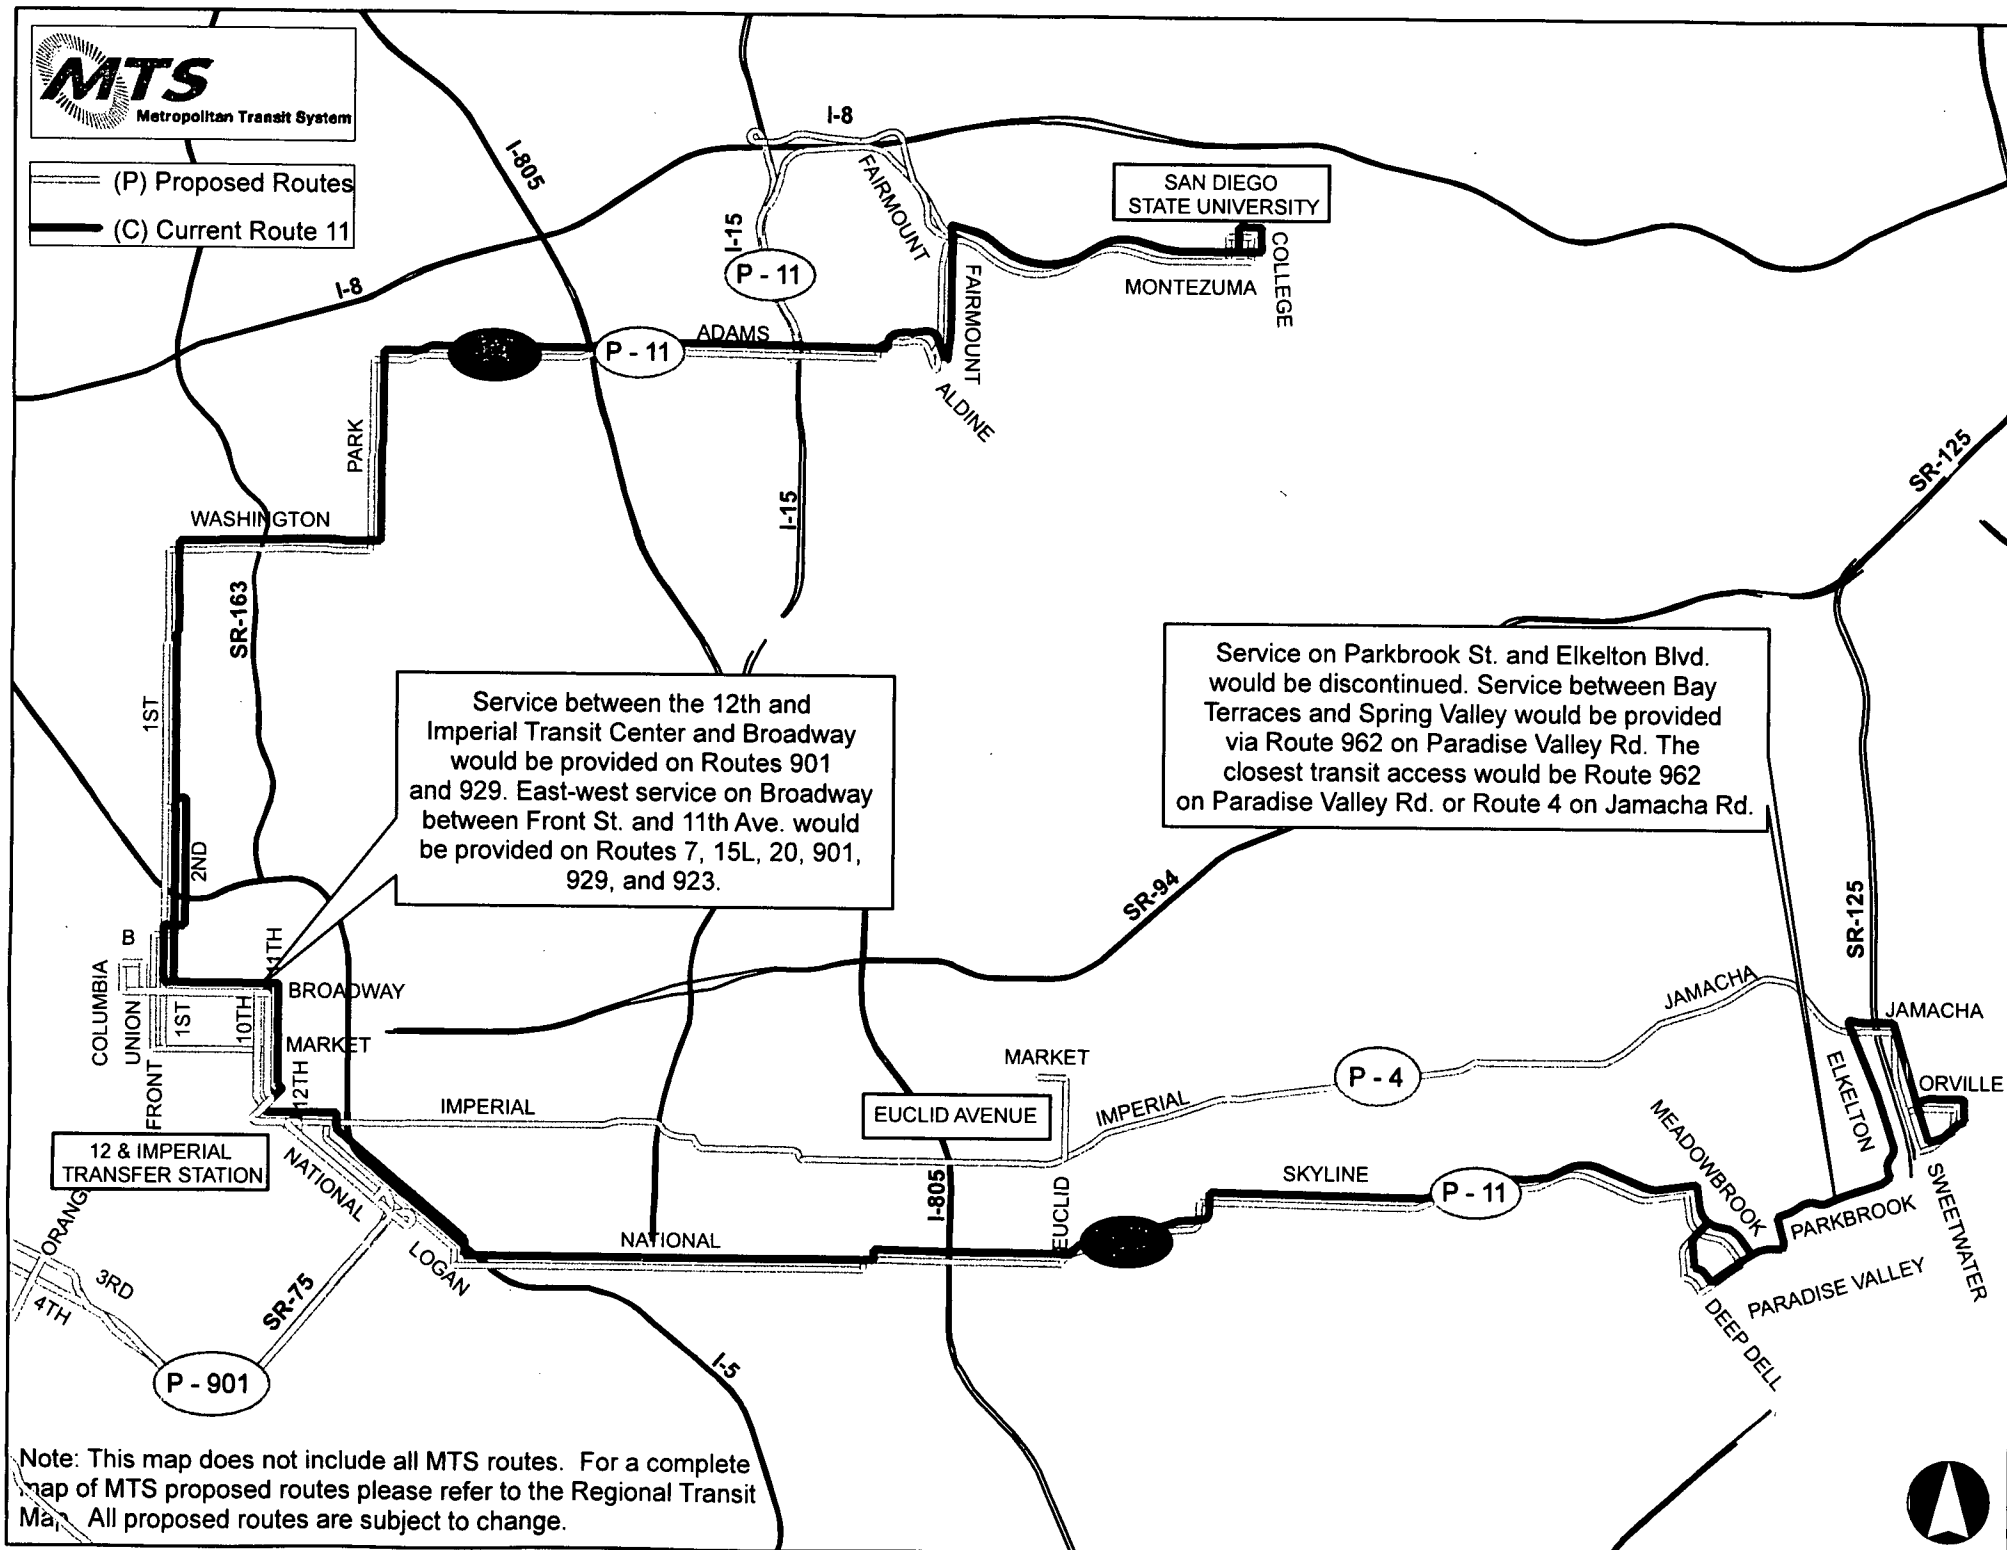 MTS
Metropolitan Transit System
(P) Proposed Routes
(C) Current Route 11
I-805
I-8
FAIRMOUNT
SAN DIEGO
STATE UNIVERSITY
I-15
P - 11
FAIRMOUNT
MONTEZUMA
COLLEGE
I-8
P - 11
ADAMS
ALDINE
PARK
I-15
SR-125
WASHINGTON
SR-163
1ST
2ND
Service between the 12th and
Imperial Transit Center and Broadway
would be provided on Routes 901
and 929. East-west service on Broadway
between Front St. and 11th Ave. would
be provided on Routes 7, 15L, 20, 901,
929, and 923.
Service on Parkbrook St. and Elkelton Blvd.
would be discontinued. Service between Bay
Terraces and Spring Valley would be provided
via Route 962 on Paradise Valley Rd. The
closest transit access would be Route 962
on Paradise Valley Rd. or Route 4 on Jamacha Rd.
SR-94
SR-125
B
11TH
COLUMBIA
UNION
1ST
10TH
BROADWAY
JAMACHA
JAMACHA
FRONT
MARKET
12TH
MARKET
P - 4
ELKELTON
ORVILLE
IMPERIAL
EUCLID AVENUE
IMPERIAL
MEADOWBROOK
12 & IMPERIAL
TRANSFER STATION
NATIONAL
I-805
EUCLID
SKYLINE
P - 11
SWEETWATER
ORANGE
LOGAN
NATIONAL
PARKBROOK
PARADISE VALLEY
3RD
4TH
SR-75
DEEP DELL
I-5
P - 901
Note: This map does not include all MTS routes. For a complete
map of MTS proposed routes please refer to the Regional Transit
Map. All proposed routes are subject to change.